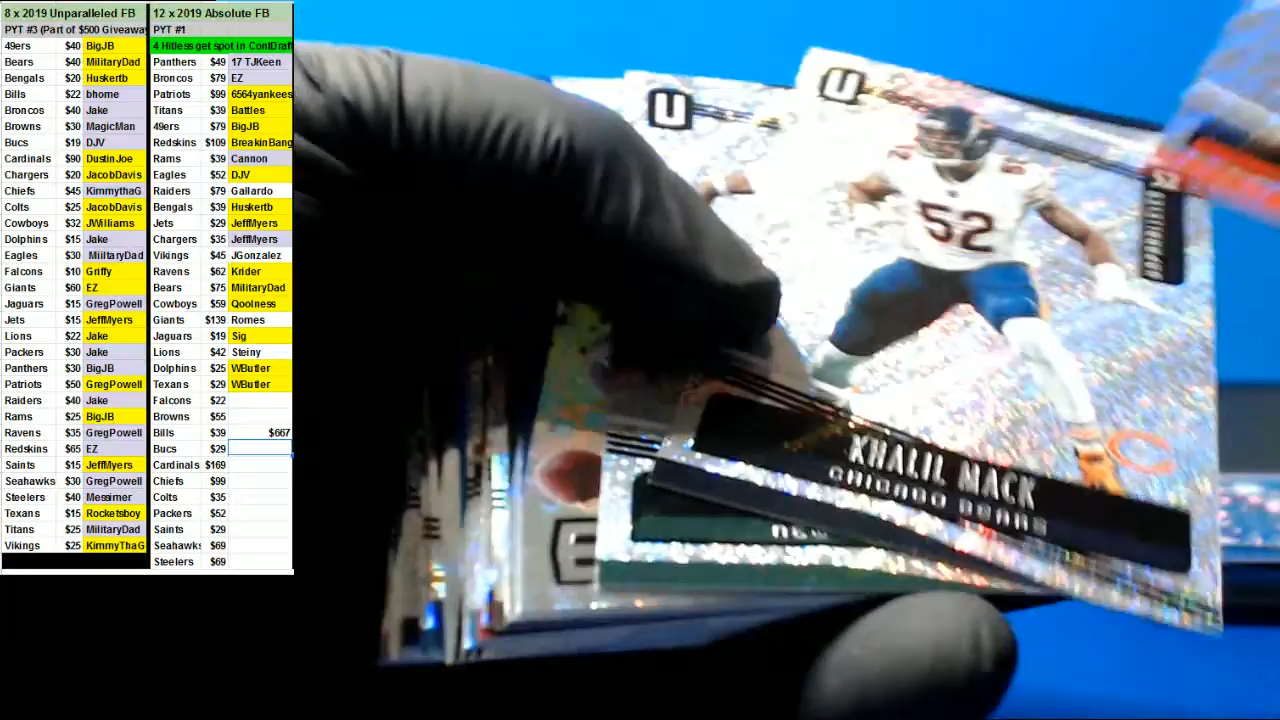 8 x 2019 Unparalleled FB 12 x 2019 Absolute FB
PYT #3 (Part of $500 Giveaway PYT #1
49ers $40 BigJB 4 Hitless get spot in ContDraft
Bears $40 MilitaryDad Panthers $49 17 TJKeen
Bengals $20 Huskertb Broncos $79 EZ
Bills $22 bhome Patriots $99 6564yankees
Broncos $40 Jake Titans $39 Battles
Browns $30 MagicMan 49ers $79 BigJB
Bucs $19 DJV Redskins $109 BreakinBang
Cardinals $90 DustinJoe Rams $39 Cannon
Chargers $20 JacobDavis Eagles $52 DJV
Chiefs $45 KimmythaG Raiders $79 Gallardo
Colts $25 JacobDavis Bengals $39 Huskertb
Cowboys $32 JWilliams Jets $29 JeffMyers
Dolphins $15 Jake Chargers $35 JeffMyers
Eagles $30 MiiltaryDad Vikings $45 JGonzalez
Falcons $10 Griffy Ravens $62 Krider
Giants $60 EZ Bears $75 MilitaryDad
Jaguars $15 GregPowell Cowboys $59 Qoolness
Jets $15 JeffMyers Giants $139 Romes
Lions $22 Jake Jaguars $19 Sig
Packers $30 Jake Lions $42 Steiny
Panthers $30 BigJB Dolphins $25 WButler
Patriots $50 GregPowell Texans $29 WButler
Raiders $40 Jake Falcons $22
Rams $25 BigJB Browns $55
Ravens $35 GregPowell Bills $39 $667
Redskins $65 EZ Bucs $29
Saints $15 JeffMyers Cardinals $169
Seahawks $30 GregPowell Chiefs $99
Steelers $40 Messimer Colts $35
Texans $15 Rocketsboy Packers $52
Titans $25 MilitaryDad Saints $29
Vikings $25 KimmyThaG Seahawks $69
Steelers $69
U
U
52
KHALIL MACK
CHICAGO BEARS